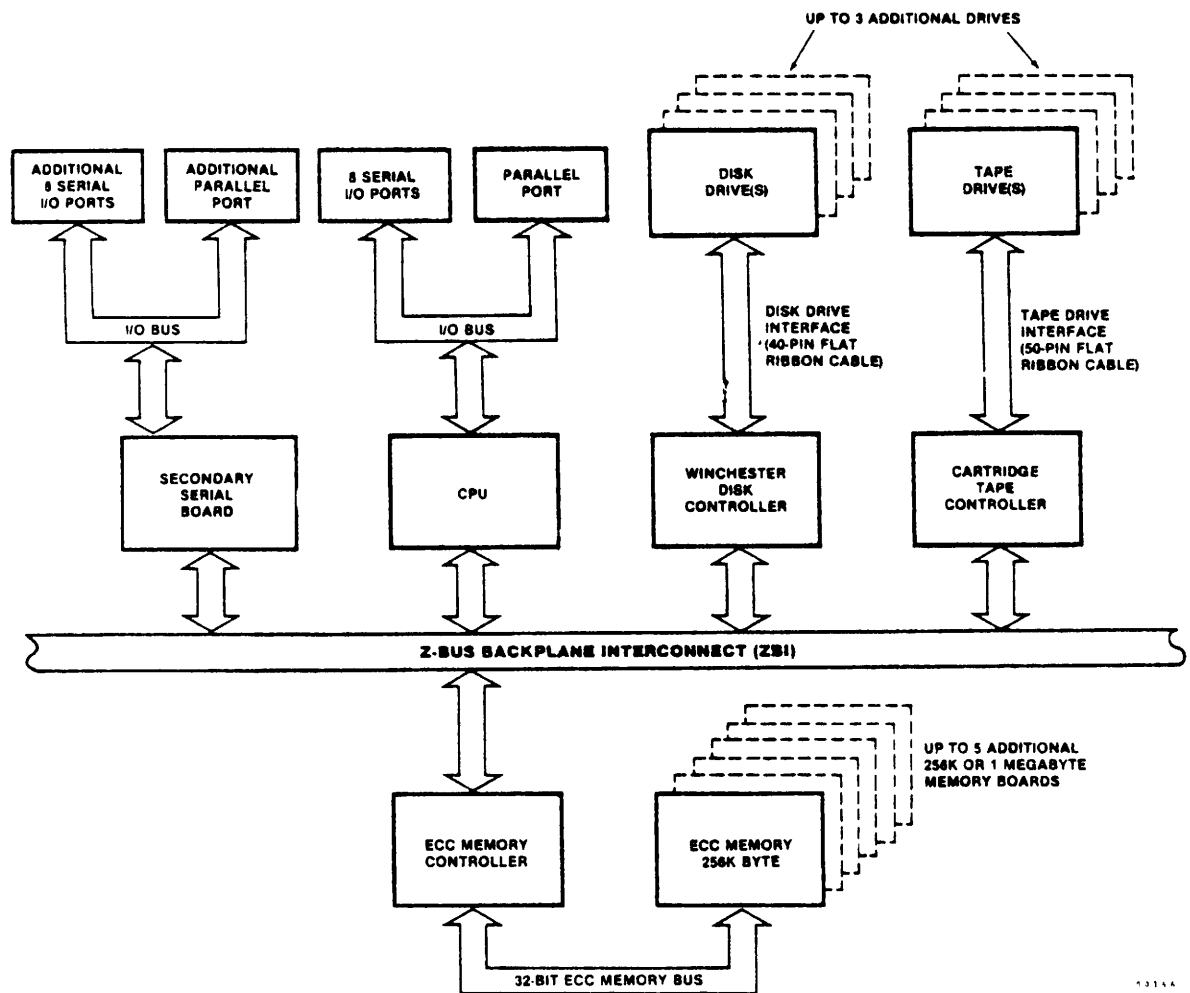 UP TO 3 ADDITIONAL DRIVES
ADDITIONAL
8 SERIAL
I/O PORTS
ADDITIONAL
PARALLEL
PORT
8 SERIAL
I/O PORTS
PARALLEL
PORT
DISK
DRIVE(S)
TAPE
DRIVE(S)
I/O BUS
I/O BUS
DISK DRIVE
INTERFACE
(40-PIN FLAT
RIBBON CABLE)
TAPE DRIVE
INTERFACE
(50-PIN FLAT
RIBBON CABLE)
SECONDARY
SERIAL
BOARD
CPU
WINCHESTER
DISK
CONTROLLER
CARTRIDGE
TAPE
CONTROLLER
Z-BUS BACKPLANE INTERCONNECT (ZBI)
UP TO 5 ADDITIONAL
256K OR 1 MEGABYTE
MEMORY BOARDS
ECC MEMORY
CONTROLLER
ECC MEMORY
256K BYTE
32-BIT ECC MEMORY BUS